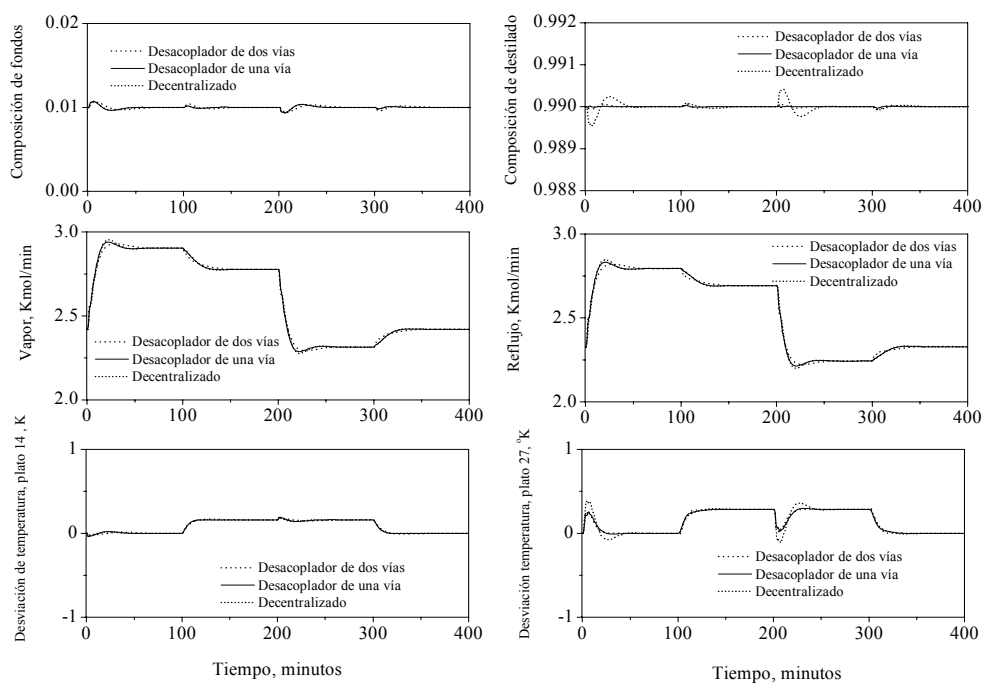 Composición de fondos
0.02
0.01
0.00
Desacoplador de dos vías
Desacoplador de una vía
Decentralizado
0 100 200 300 400
Composición de destilado
0.992
0.991
0.990
0.989
0.988
Desacoplador de dos vías
Desacoplador de una vía
Decentralizado
0 100 200 300 400
Vapor, Kmol/min
3.0
2.5
2.0
Desacoplador de dos vías
Desacoplador de una vía
Decentralizado
0 100 200 300 400
Reflujo, Kmol/min
3.0
2.5
2.0
Desacoplador de dos vías
Desacoplador de una vía
Decentralizado
0 100 200 300 400
Desviación de temperatura, plato 14 , K
1
0
-1
Desacoplador de dos vías
Desacoplador de una vía
Decentralizado
0 100 200 300 400
Tiempo, minutos
Desviación temperatura, plato 27, °K
1
0
-1
Desacoplador de dos vías
Desacoplador de una vía
Decentralizado
0 100 200 300 400
Tiempo, minutos